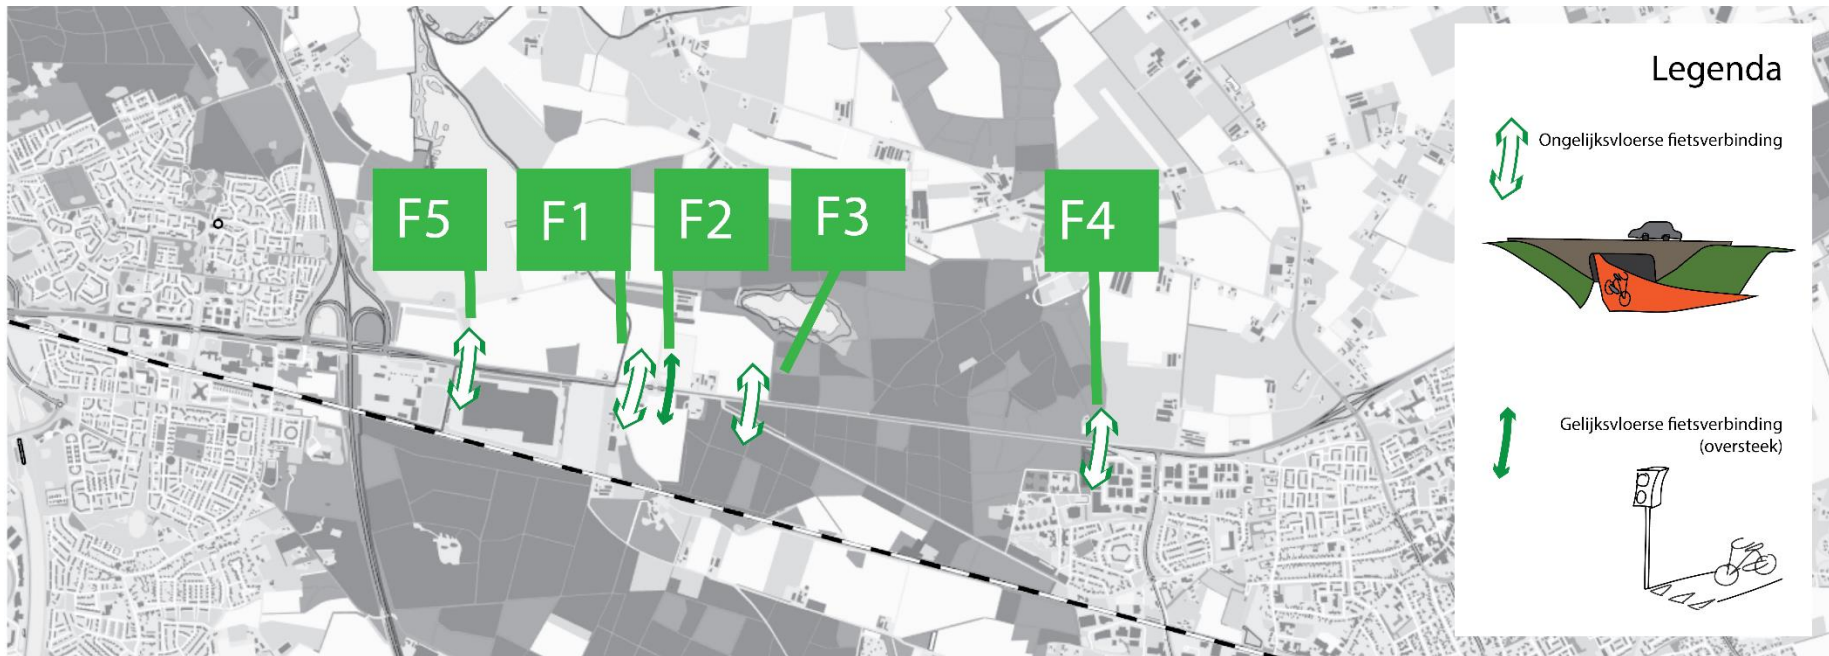 Legenda
Ongelijksvloerse fietsverbinding
F5
F1
F2
F3
F4
Gelijksvloerse fietsverbinding
(oversteek)